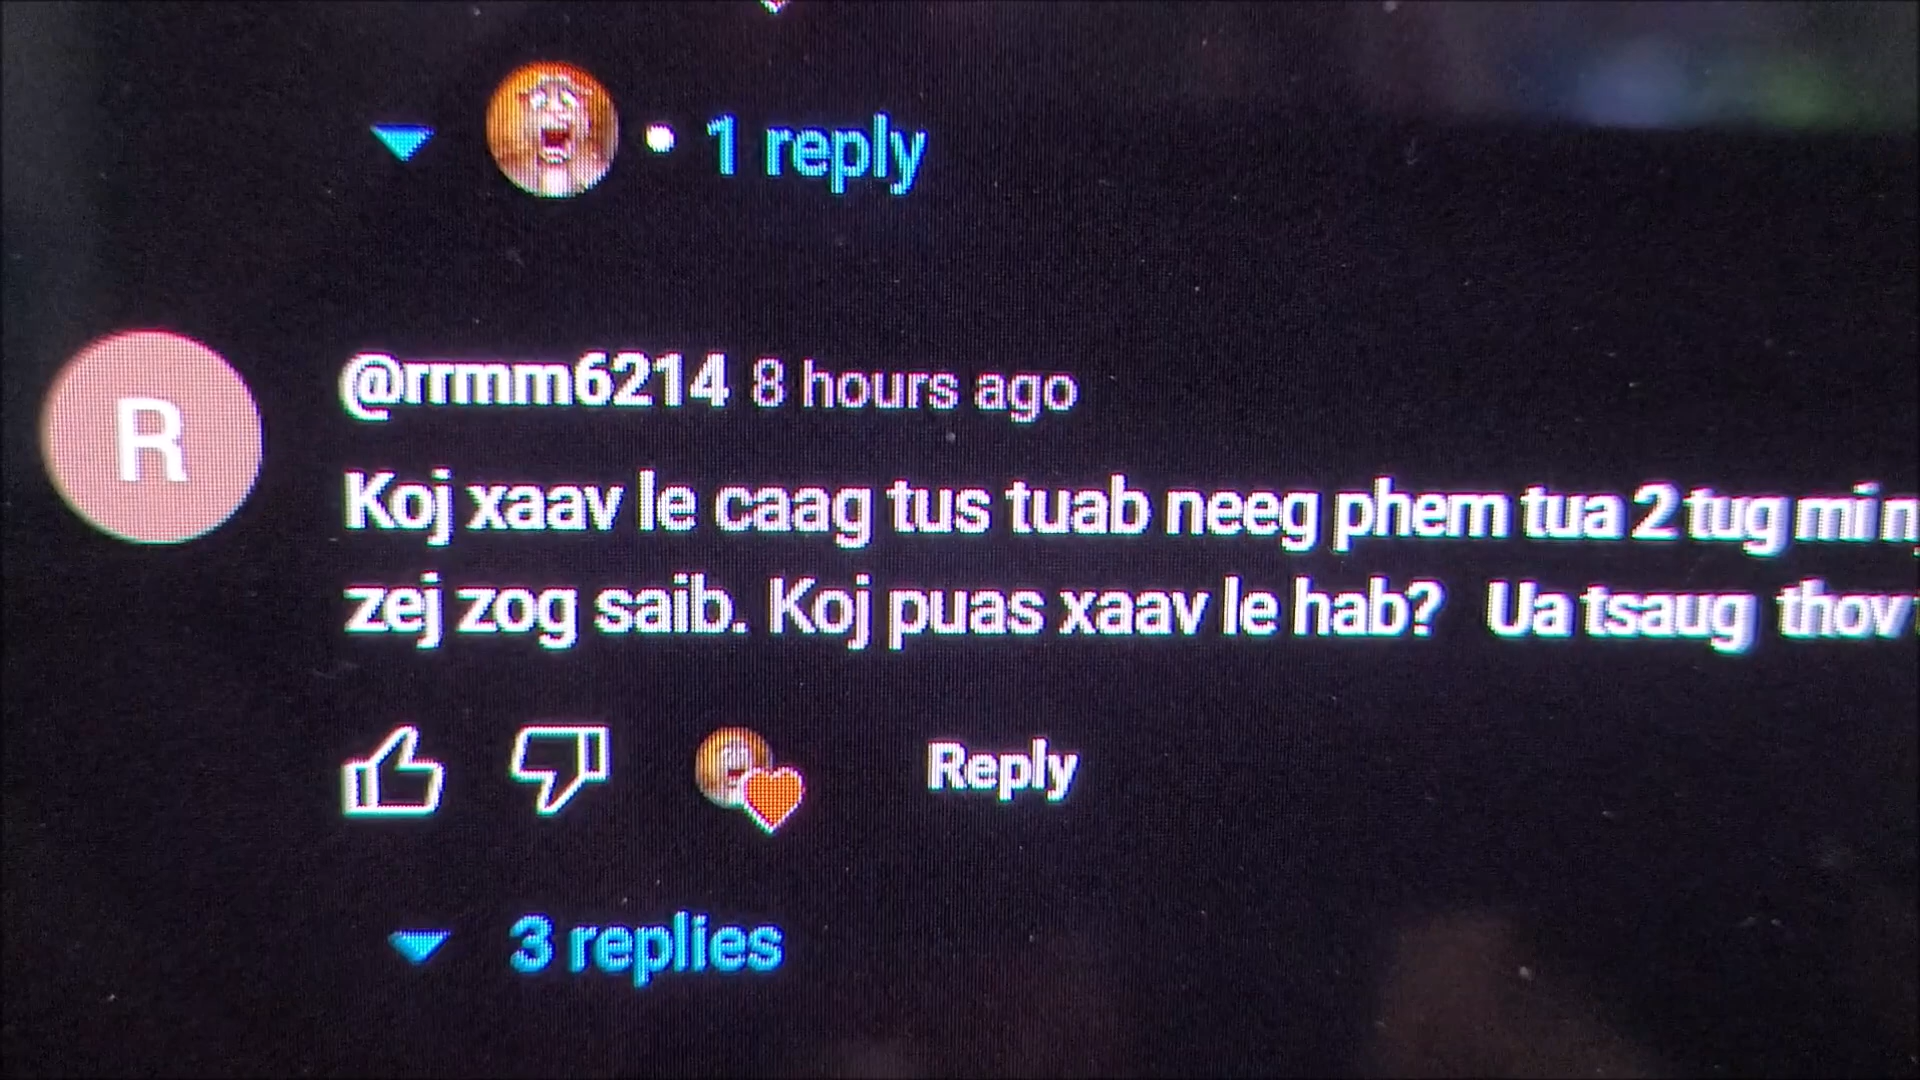 1 reply
R
@rrmm6214 8 hours ago
Koj xaav le caag tus tuab neeg phem tua 2 tug mi
zej zog saib. Koj puas xaav le hab? Ua tsaug thov
Reply
3 replies